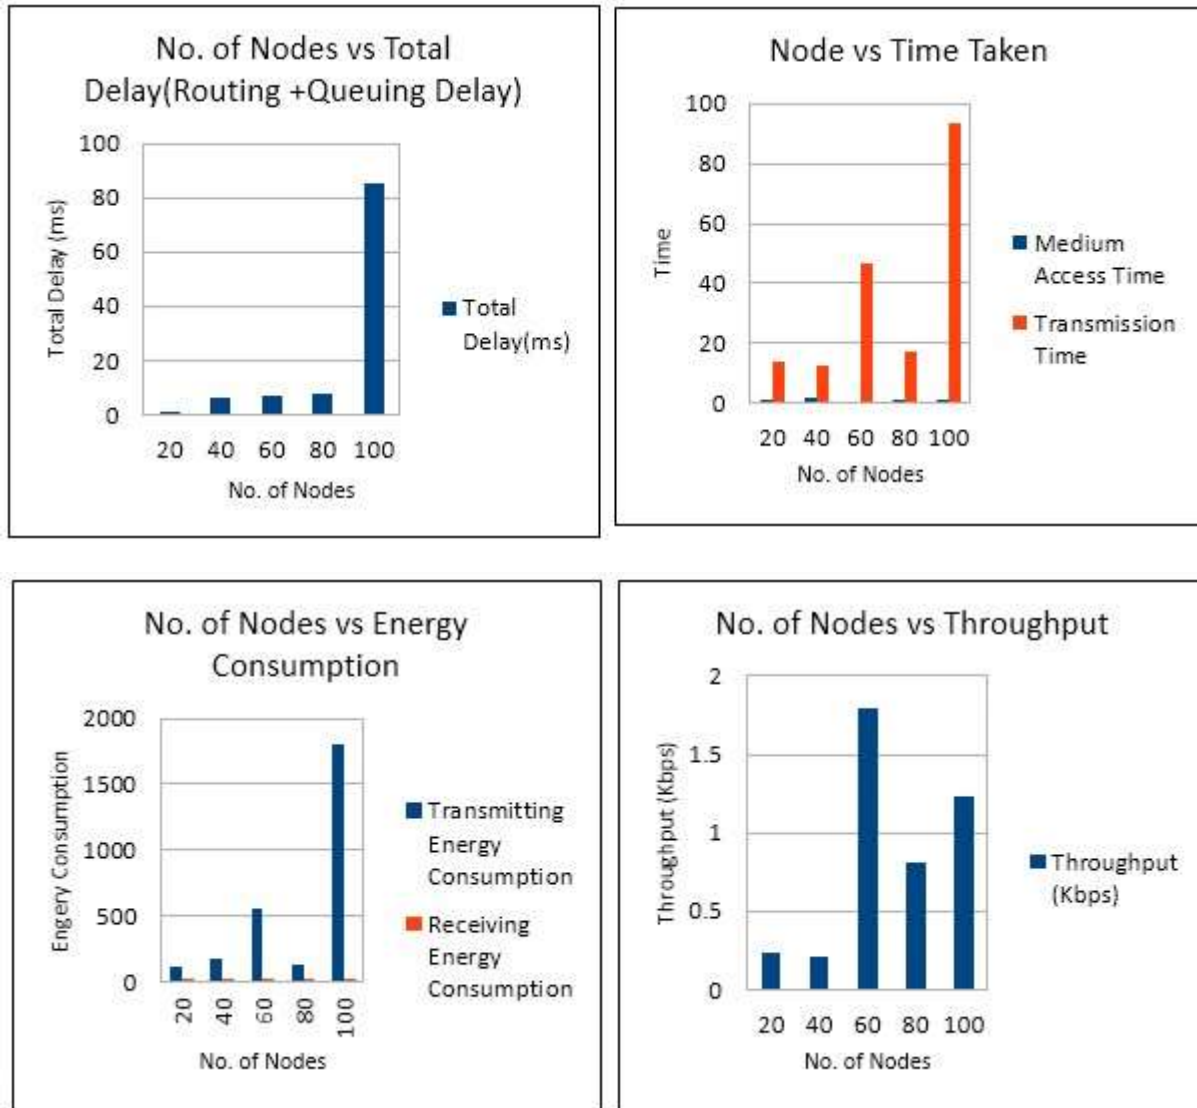 No. of Nodes vs Total
Delay(Routing +Queuing Delay)
100
80
60
40
20
0
Total Delay (ms)
20 40 60 80 100
No. of Nodes
Total
Delay(ms)
Node vs Time Taken
100
80
60
40
20
0
Time
20 40 60 80 100
No. of Nodes
Medium
Access Time
Transmission
Time
No. of Nodes vs Energy
Consumption
2000
1500
1000
500
0
Engery Consumption
20 40 60 80 100
No. of Nodes
Transmitting
Energy
Consumption
Receiving
Energy
Consumption
No. of Nodes vs Throughput
2
1.5
1
0.5
0
Throughput (Kbps)
20 40 60 80 100
No. of Nodes
Throughput
(Kbps)